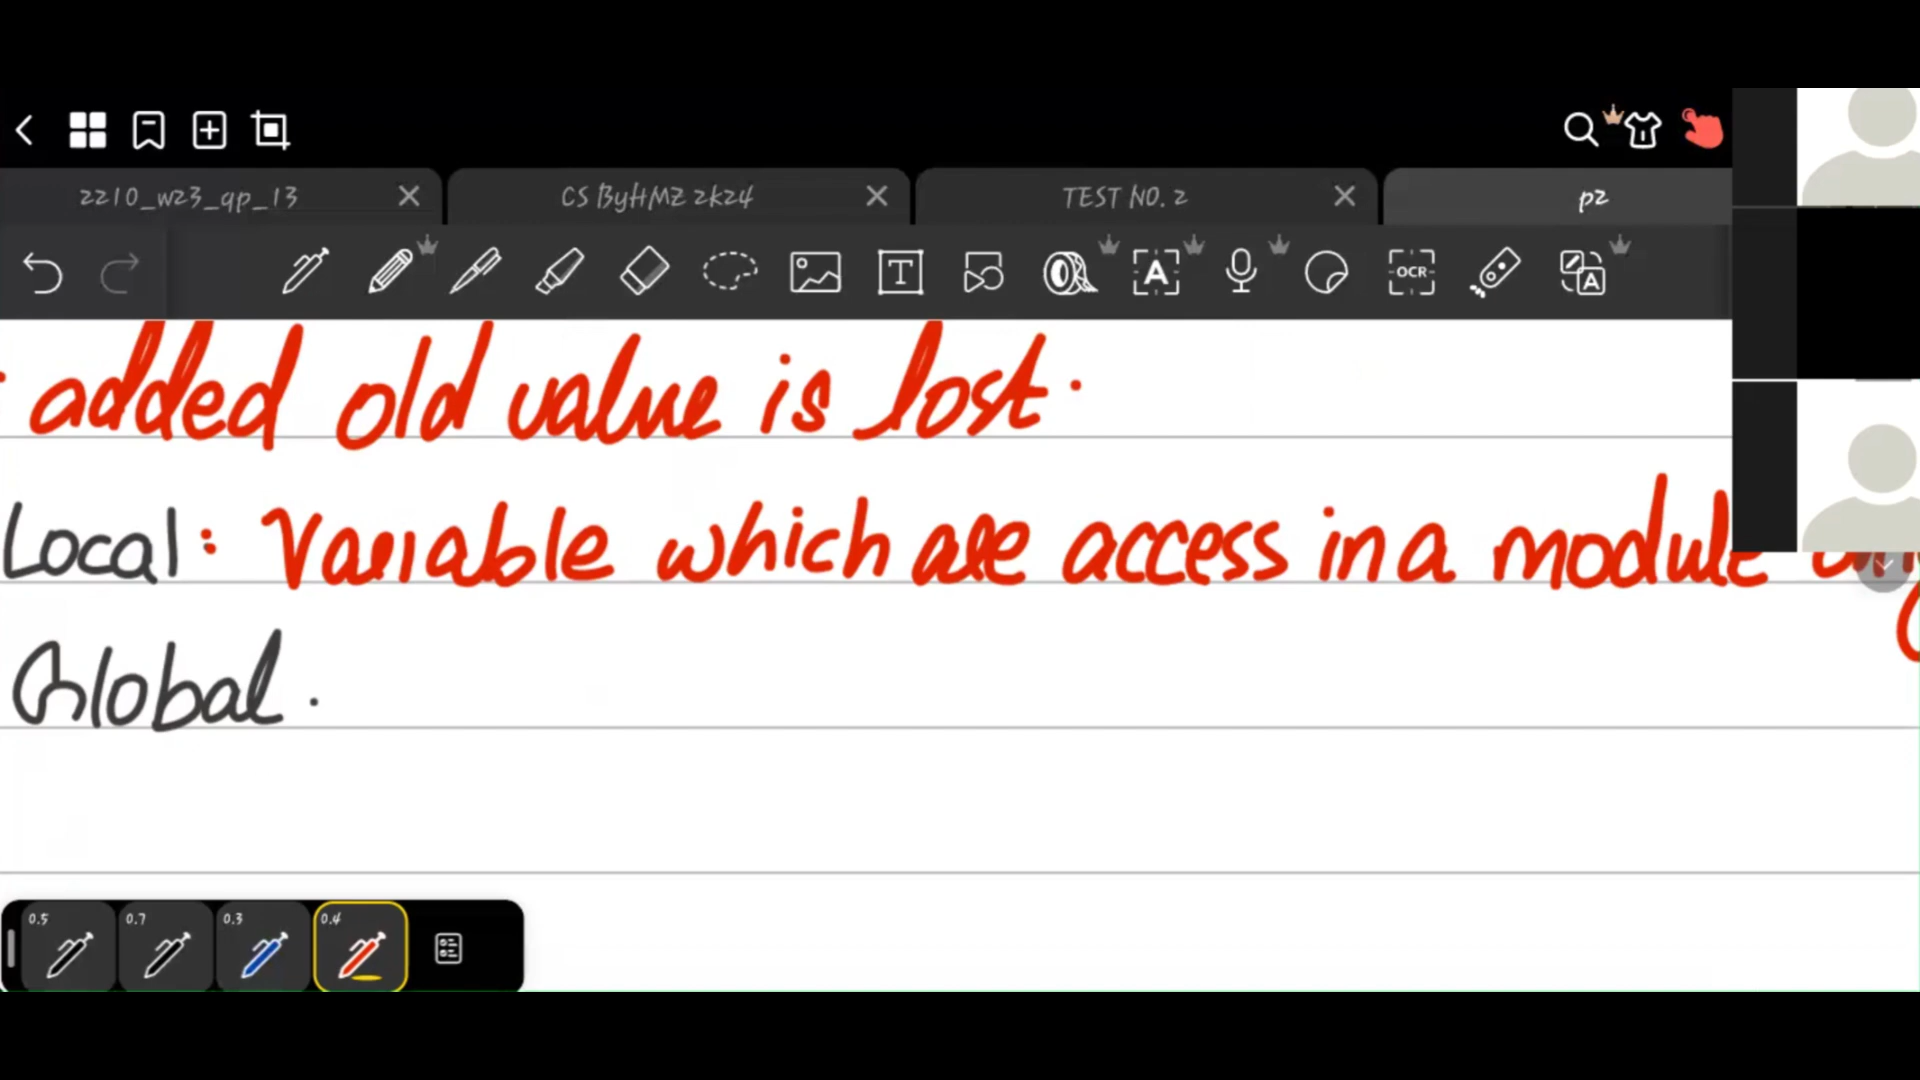 2210_w23_qp_13
CS ByHMZ 2k24
TEST NO. 2
p2
T
A
OCR
A
added old value is lost.
Local: Variable which are access in a module
Global.
0.5
0.7
0.3
0.4